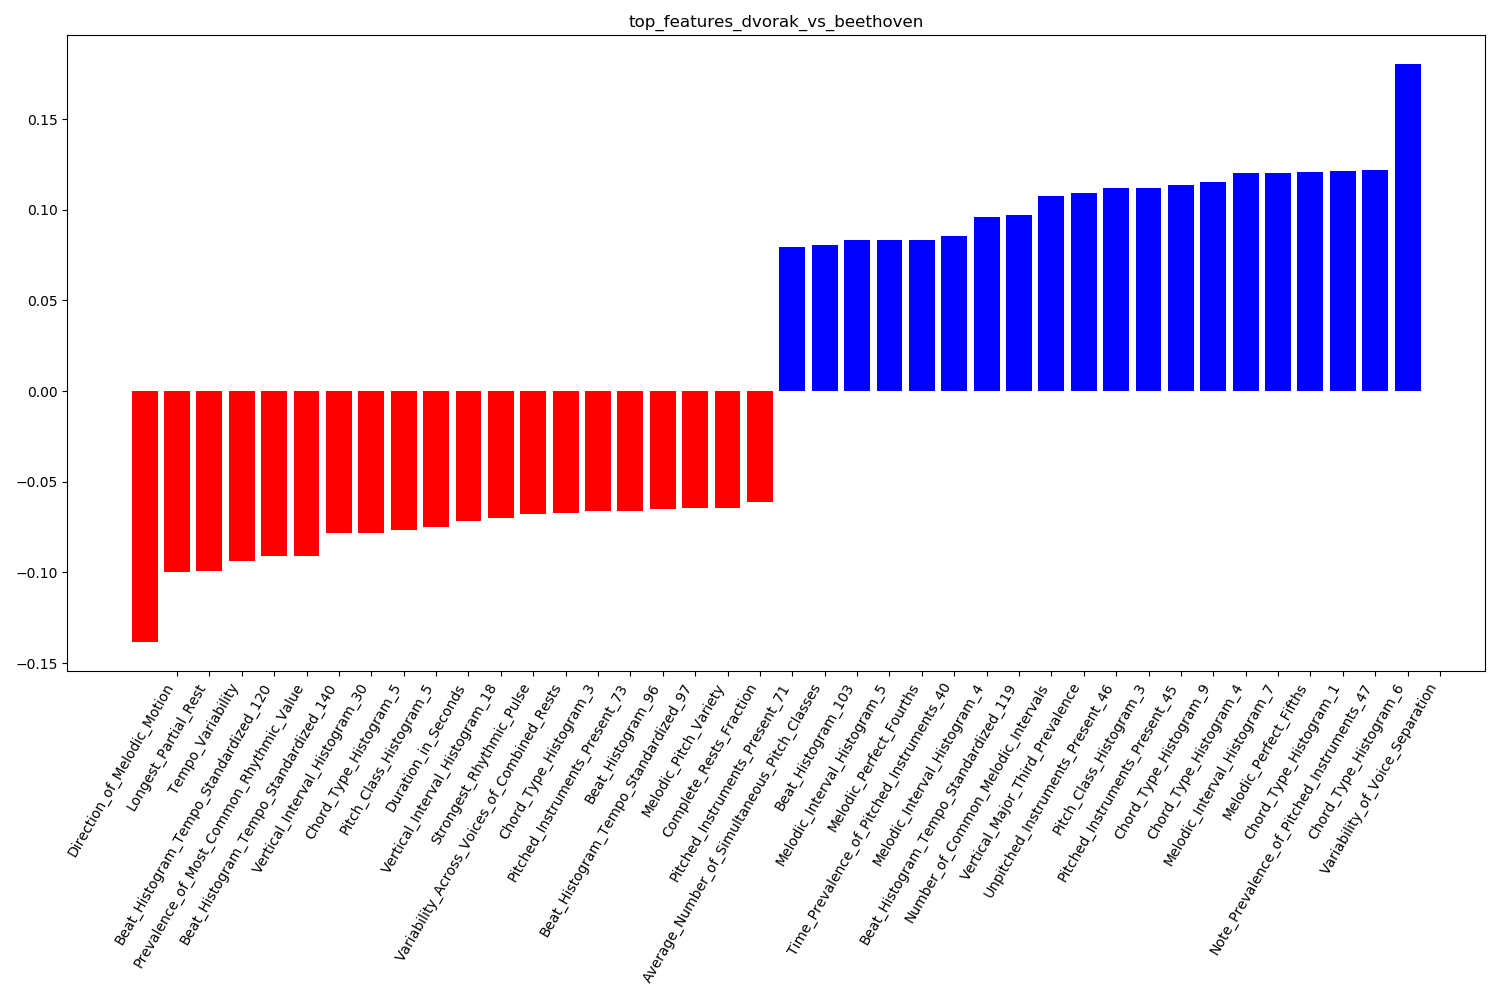 top_features_dvorak_vs_beethoven
0.15
0.10
0.05
0.00
−0.05
−0.10
−0.15
Direction_of_Melodic_Motion
Longest_Partial_Rest
Tempo_Variability
Beat_Histogram_Tempo_Standardized_120
Prevalence_of_Most_Common_Rhythmic_Value
Beat_Histogram_Tempo_Standardized_140
Vertical_Interval_Histogram_30
Chord_Type_Histogram_5
Pitch_Class_Histogram_5
Duration_in_Seconds
Vertical_Interval_Histogram_18
Strongest_Rhythmic_Pulse
Variability_Across_Voices_of_Combined_Rests
Chord_Type_Histogram_3
Pitched_Instruments_Present_73
Beat_Histogram_96
Beat_Histogram_Tempo_Standardized_97
Melodic_Pitch_Variety
Complete_Rests_Fraction
Pitched_Instruments_Present_71
Average_Number_of_Simultaneous_Pitch_Classes
Beat_Histogram_103
Melodic_Interval_Histogram_5
Melodic_Perfect_Fourths
Time_Prevalence_of_Pitched_Instruments_40
Melodic_Interval_Histogram_4
Beat_Histogram_Tempo_Standardized_119
Number_of_Common_Melodic_Intervals
Vertical_Major_Third_Prevalence
Unpitched_Instruments_Present_46
Pitch_Class_Histogram_3
Pitched_Instruments_Present_45
Chord_Type_Histogram_9
Chord_Type_Histogram_4
Melodic_Interval_Histogram_7
Melodic_Perfect_Fifths
Chord_Type_Histogram_1
Note_Prevalence_of_Pitched_Instruments_47
Chord_Type_Histogram_6
Variability_of_Voice_Separation